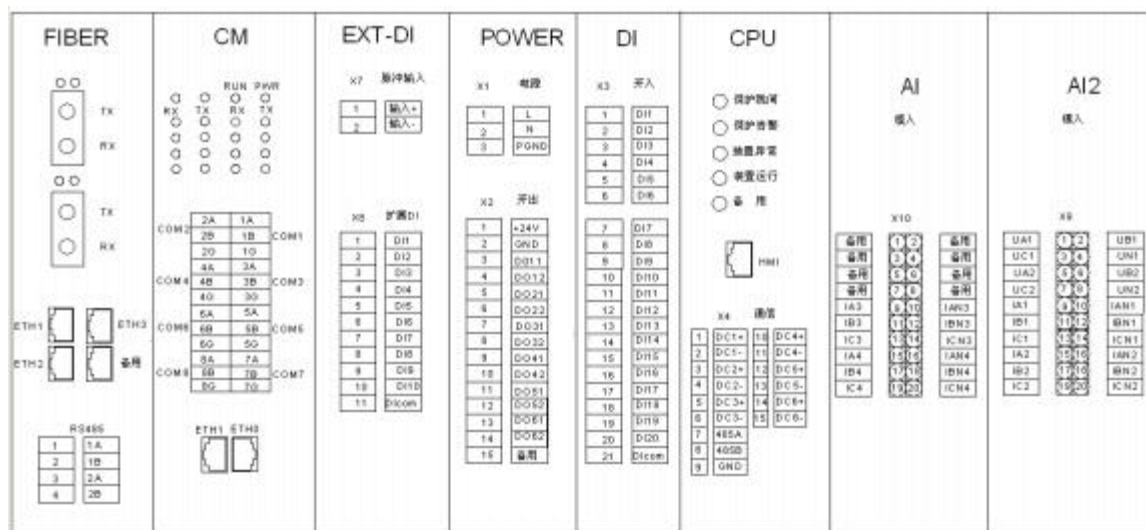 FIBER
TX
RX
TX
RX
ETH1
ETH3
ETH2
备用
RS485
1 1A
2 1B
3 2A
4 2B
CM
RUN PWR
RX TX RX TX
2A 1A
COM2 2B 1B COM1
2G 1G
4A 3A
COM4 4B 3B COM3
4G 3G
6A 5A
COM6 6B 5B COM5
6G 5G
8A 7A
COM8 8B 7B COM7
8G 7G
ETH1 ETH0
EXT-DI
X7 脉冲输入
1 输入+
2 输入-
X8 扩展DI
1 DI1
2 DI2
3 DI3
4 DI4
5 DI5
6 DI6
7 DI7
8 DI8
9 DI9
10 DI10
11 DIcom
POWER
X1 电源
1 L
2 N
3 PGND
X2 开出
1 +24V
2 GND
3 DO11
4 DO12
5 DO21
6 DO22
7 DO31
8 DO32
9 DO41
10 DO42
11 DO51
12 DO52
13 DO61
14 DO62
15 备用
DI
X3 开入
1 DI1
2 DI2
3 DI3
4 DI4
5 DI5
6 DI6
7 DI7
8 DI8
9 DI9
10 DI10
11 DI11
12 DI12
13 DI13
14 DI14
15 DI15
16 DI16
17 DI17
18 DI18
19 DI19
20 DI20
21 DIcom
CPU
保护跳闸
保护告警
装置异常
装置运行
备 用
HMI
X4 通信
1 DC1+ 10 DC4+
2 DC1- 11 DC4-
3 DC2+ 12 DC5+
4 DC2- 13 DC5-
5 DC3+ 14 DC6+
6 DC3- 15 DC6-
7 485A
8 485B
9 GND
AI
模入
X10
备用 1 2 备用
备用 3 4 备用
备用 5 6 备用
备用 7 8 备用
IA3 9 10 IAN3
IB3 11 12 IBN3
IC3 13 14 ICN3
IA4 15 16 IAN4
IB4 17 18 IBN4
IC4 19 20 ICN4
AI2
模入
X9
UA1 1 2 UB1
UC1 3 4 UN1
UA2 5 6 UB2
UC2 7 8 UN2
IA1 9 10 IAN1
IB1 11 12 IBN1
IC1 13 14 ICN1
IA2 15 16 IAN2
IB2 17 18 IBN2
IC2 19 20 ICN2